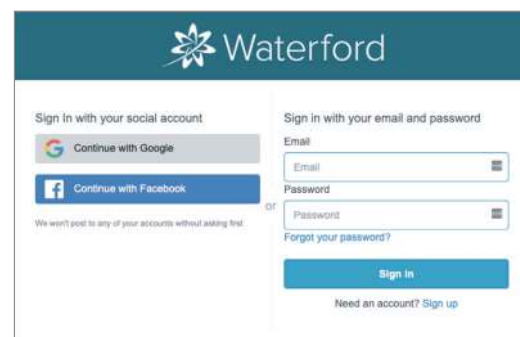 Waterford
Sign In with your social account
Continue with Google
Continue with Facebook
We won't post to any of your accounts without asking first
or
Sign in with your email and password
Email
Email
Password
Password
Forgot your password?
Sign in
Need an account? Sign up